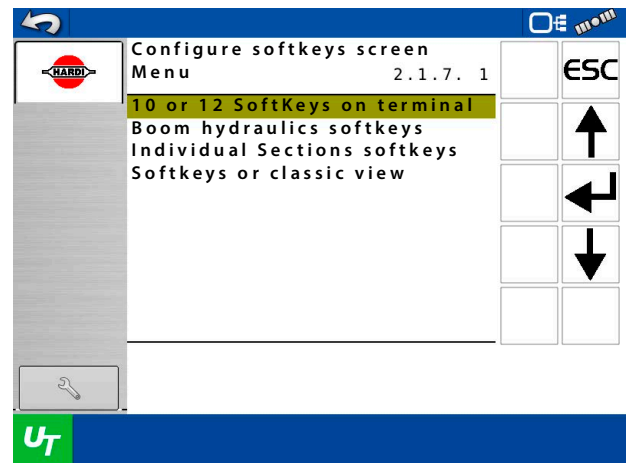 Configure softkeys screen
HARDI
Menu 2.1.7. 1
ESC
10 or 12 SoftKeys on terminal
Boom hydraulics softkeys
Individual Sections softkeys
Softkeys or classic view
UT